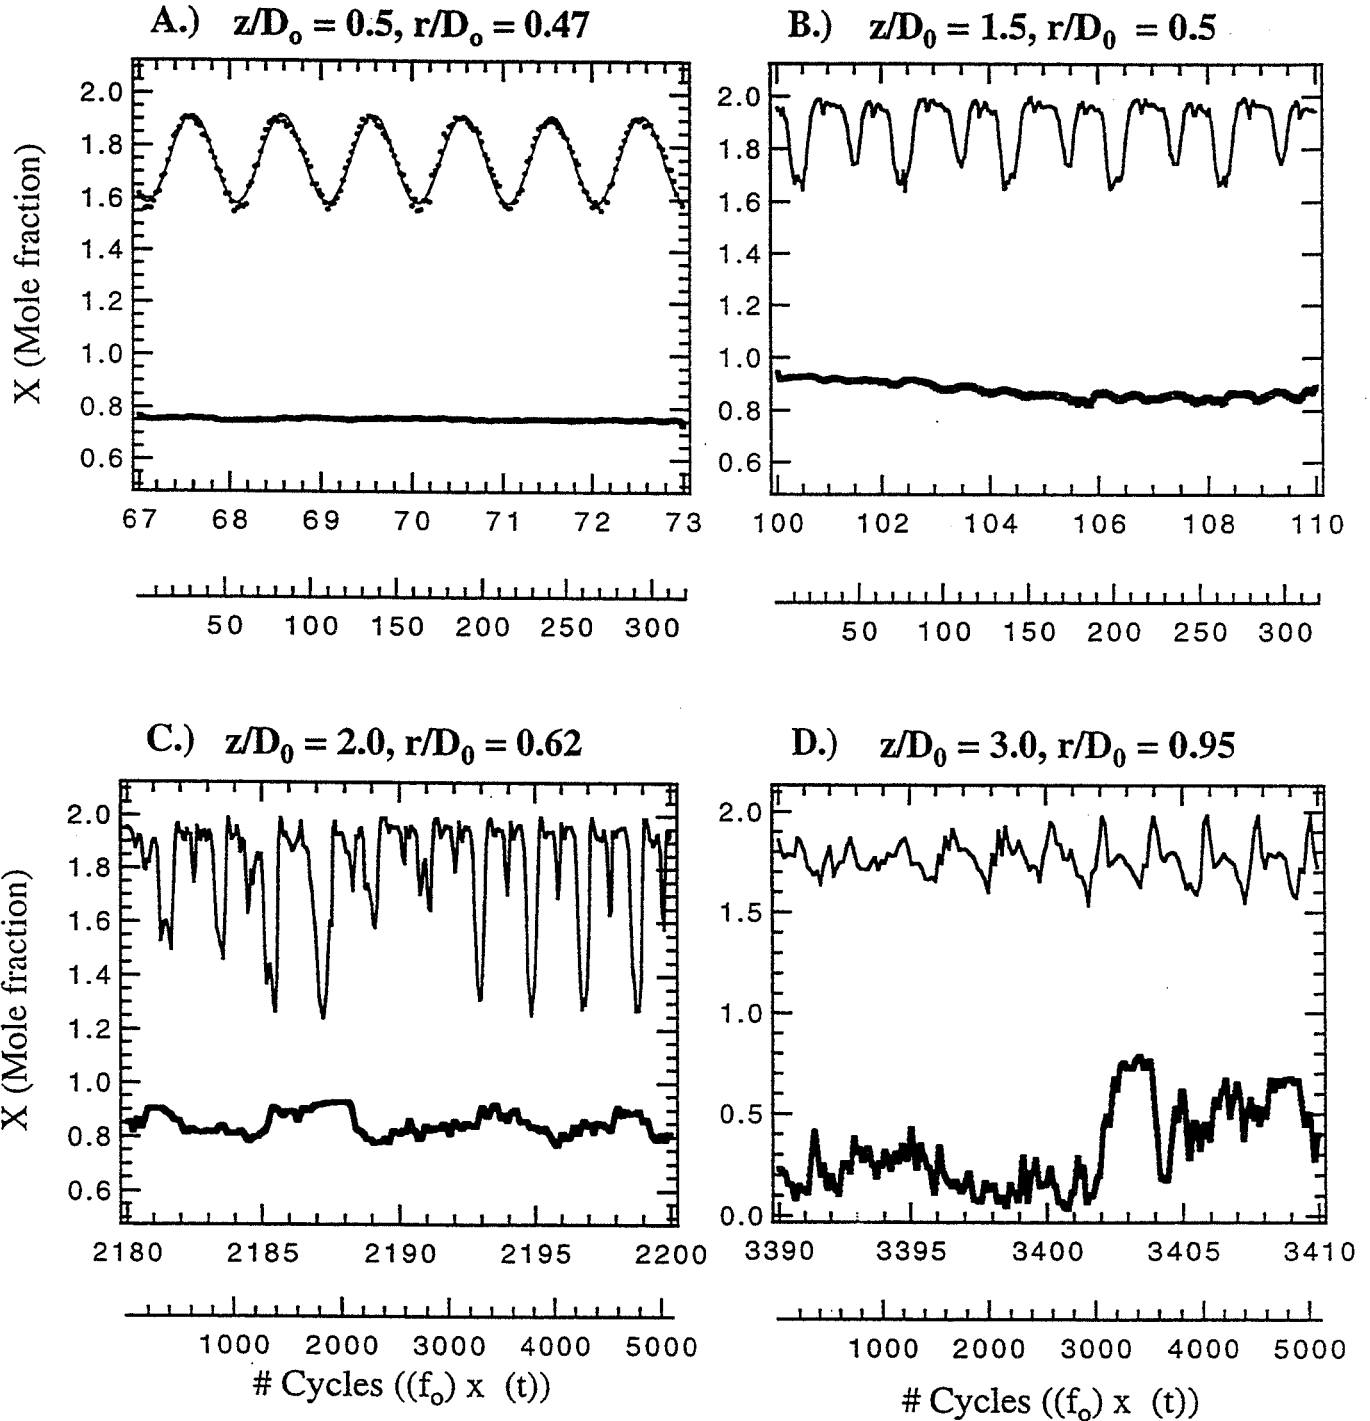 A.) z/Dₒ = 0.5, r/Dₒ = 0.47
X (Mole fraction)
2.0
1.8
1.6
1.4
1.2
1.0
0.8
0.6
67 68 69 70 71 72 73
50 100 150 200 250 300
B.) z/D₀ = 1.5, r/D₀ = 0.5
2.0
1.8
1.6
1.4
1.2
1.0
0.8
0.6
100 102 104 106 108 110
50 100 150 200 250 300
C.) z/D₀ = 2.0, r/D₀ = 0.62
X (Mole fraction)
2.0
1.8
1.6
1.4
1.2
1.0
0.8
0.6
2180 2185 2190 2195 2200
1000 2000 3000 4000 5000
# Cycles ((fₒ) x (t))
D.) z/D₀ = 3.0, r/D₀ = 0.95
2.0
1.5
1.0
0.5
0.0
3390 3395 3400 3405 3410
1000 2000 3000 4000 5000
# Cycles ((fₒ) x (t))